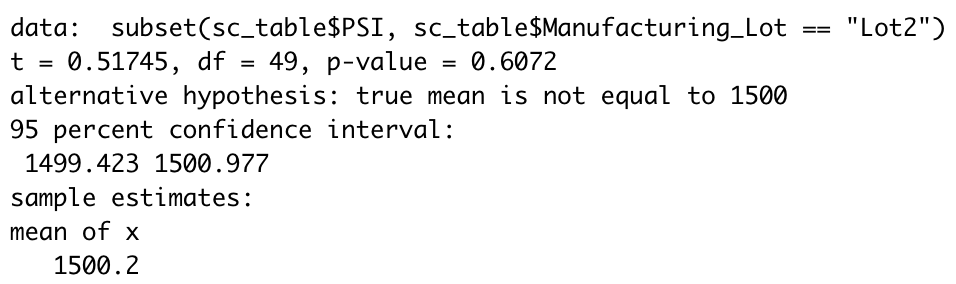 data:  subset(sc_table$PSI, sc_table$Manufacturing_Lot == "Lot2")
t = 0.51745, df = 49, p-value = 0.6072
alternative hypothesis: true mean is not equal to 1500
95 percent confidence interval:
 1499.423 1500.977
sample estimates:
mean of x
   1500.2